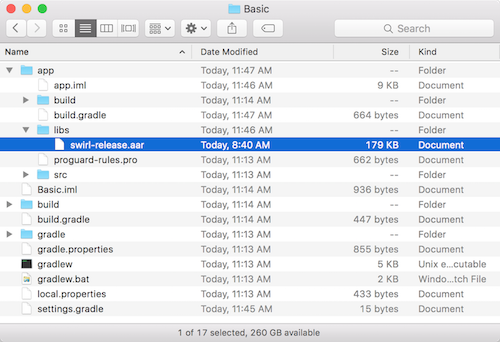 Basic
Search
Name Date Modified Size Kind
app Today, 11:47 AM -- Folder
app.iml Today, 11:46 AM 9 KB Document
build Today, 11:14 AM -- Folder
build.gradle Today, 11:47 AM 664 bytes Document
libs Today, 11:46 AM -- Folder
swirl-release.aar Today, 8:40 AM 179 KB Document
proguard-rules.pro Today, 11:13 AM 662 bytes Document
src Today, 11:13 AM -- Folder
Basic.iml Today, 11:14 AM 936 bytes Document
build Today, 11:14 AM -- Folder
build.gradle Today, 11:14 AM 447 bytes Document
gradle Today, 11:13 AM -- Folder
gradle.properties Today, 11:13 AM 855 bytes Document
gradlew Today, 11:13 AM 5 KB Unix e...cutable
gradlew.bat Today, 11:13 AM 2 KB Windo...tch File
local.properties Today, 11:13 AM 433 bytes Document
settings.gradle Today, 11:45 AM 15 bytes Document
1 of 17 selected, 260 GB available